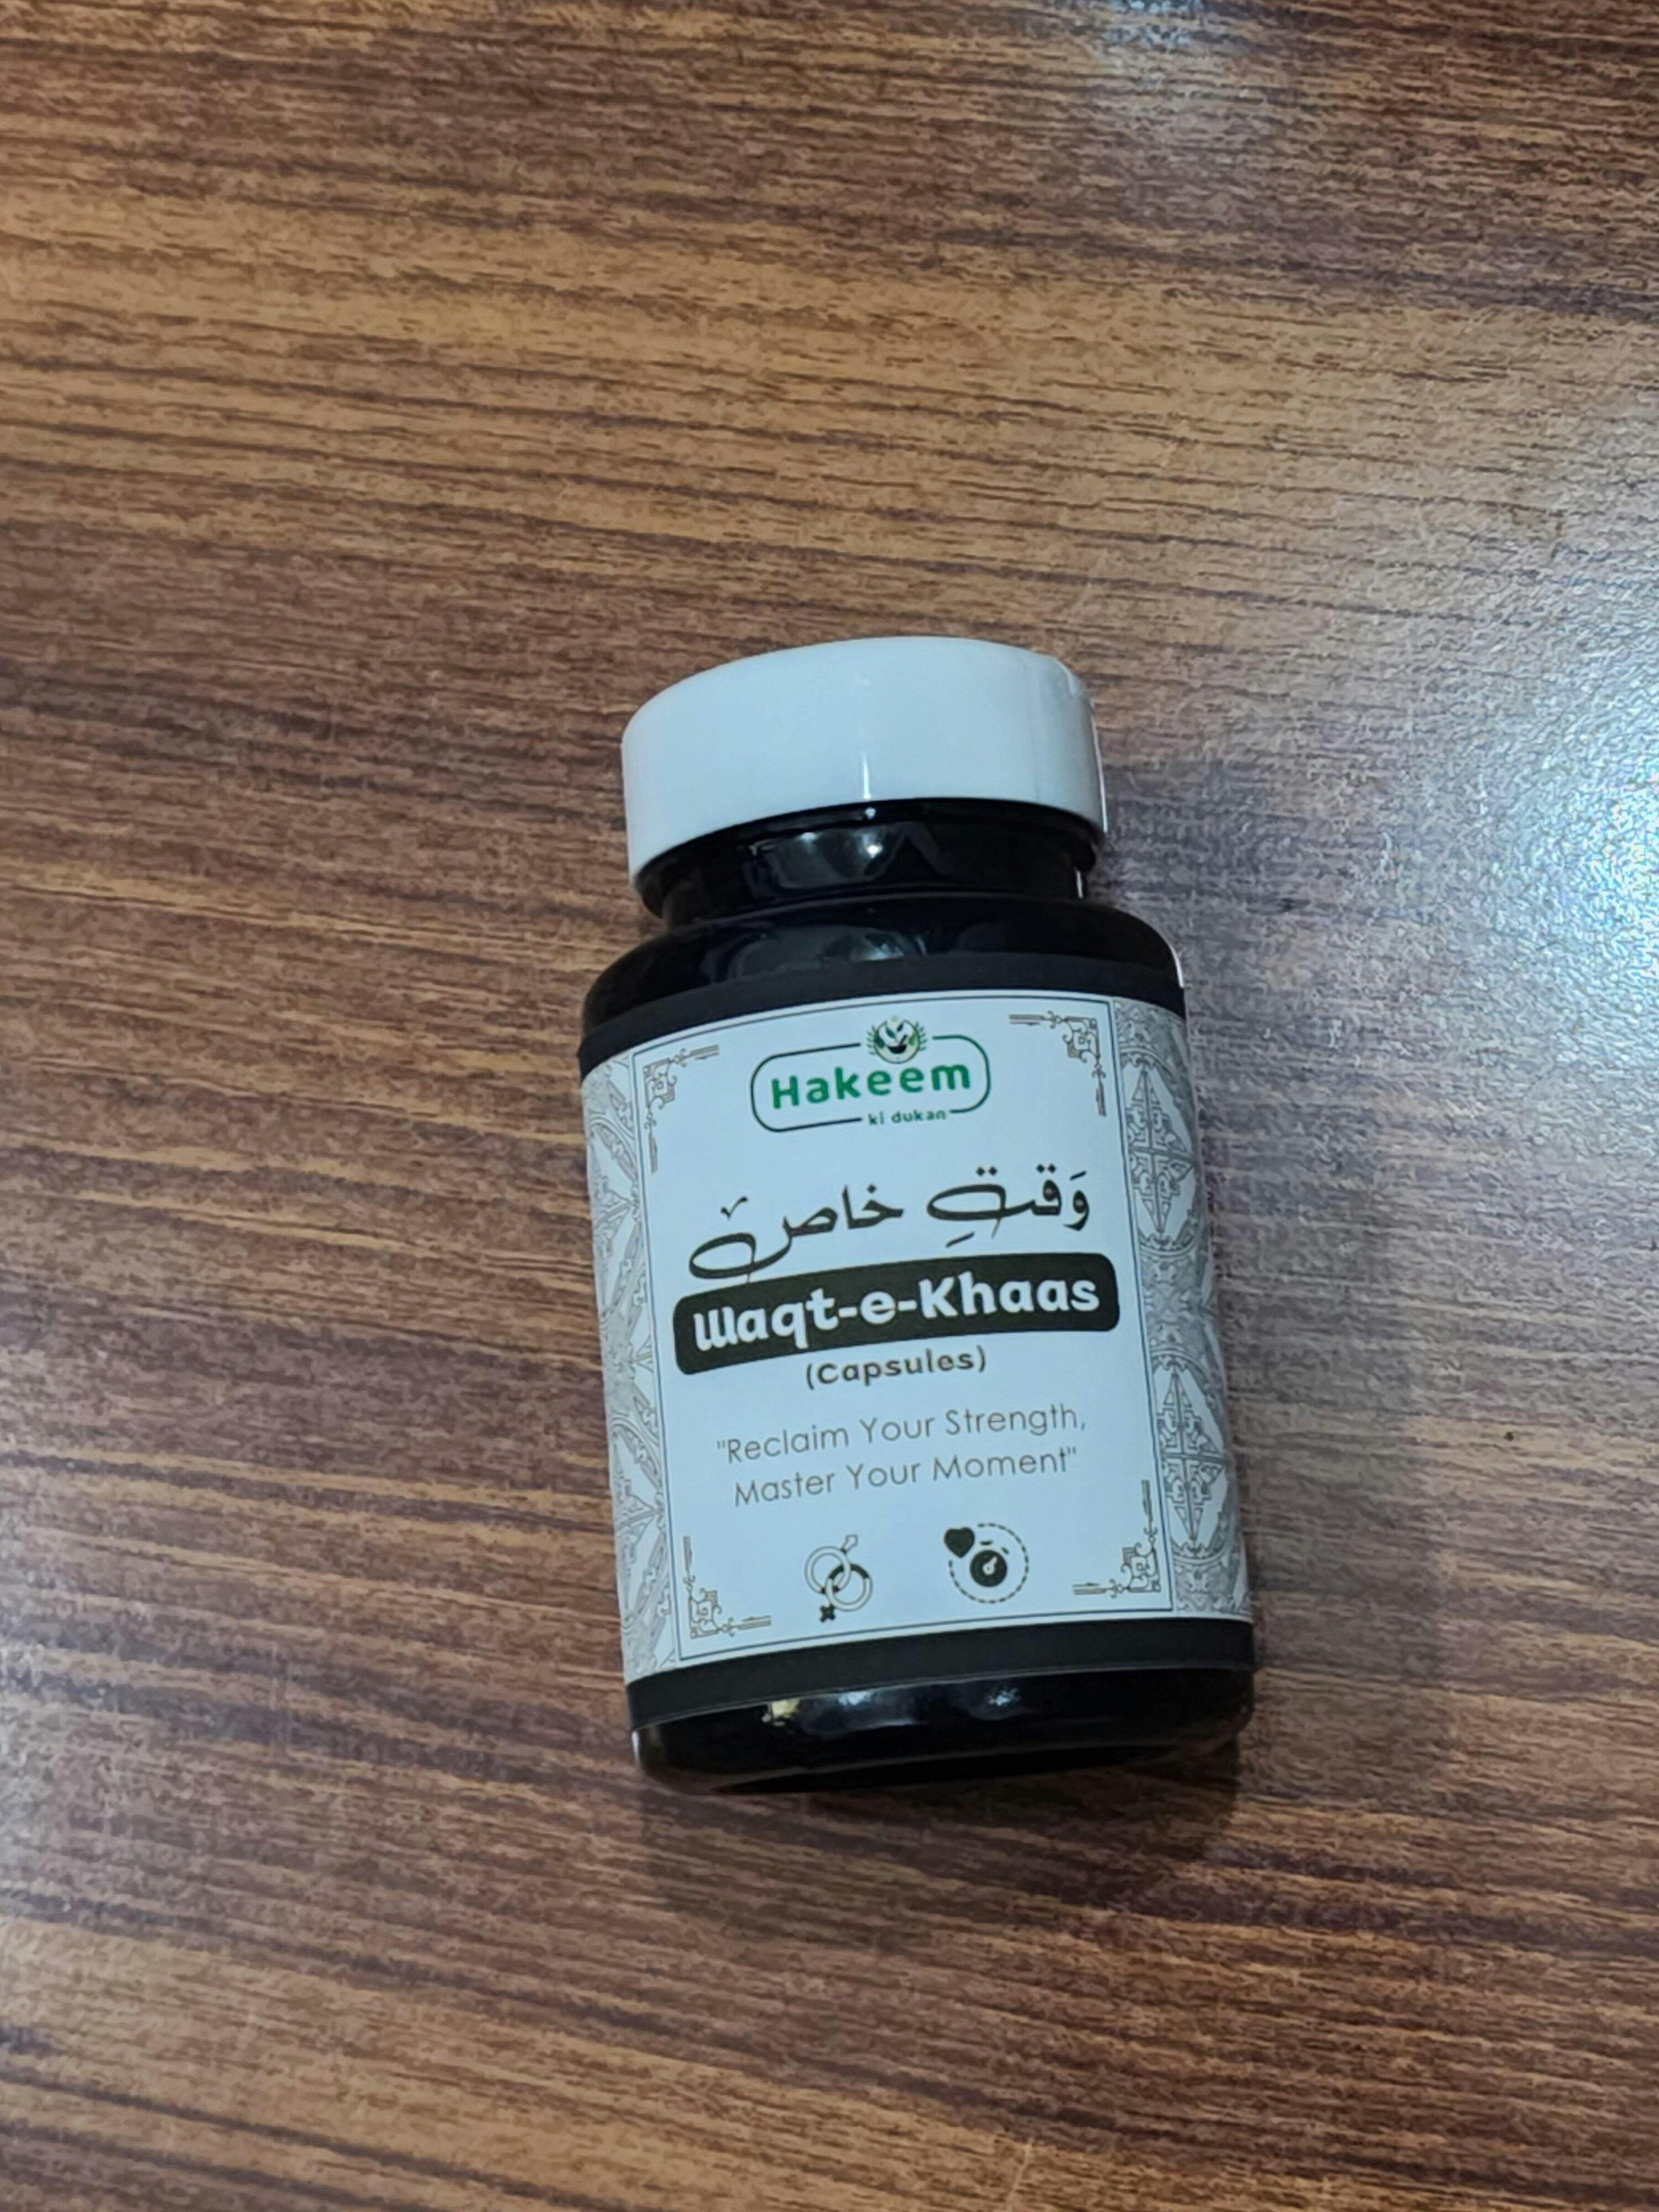 Hakeem
ki dukan
وَقتِ خاص
Waqt-e-Khaas
(Capsules)
"Reclaim Your Strength,
Master Your Moment"